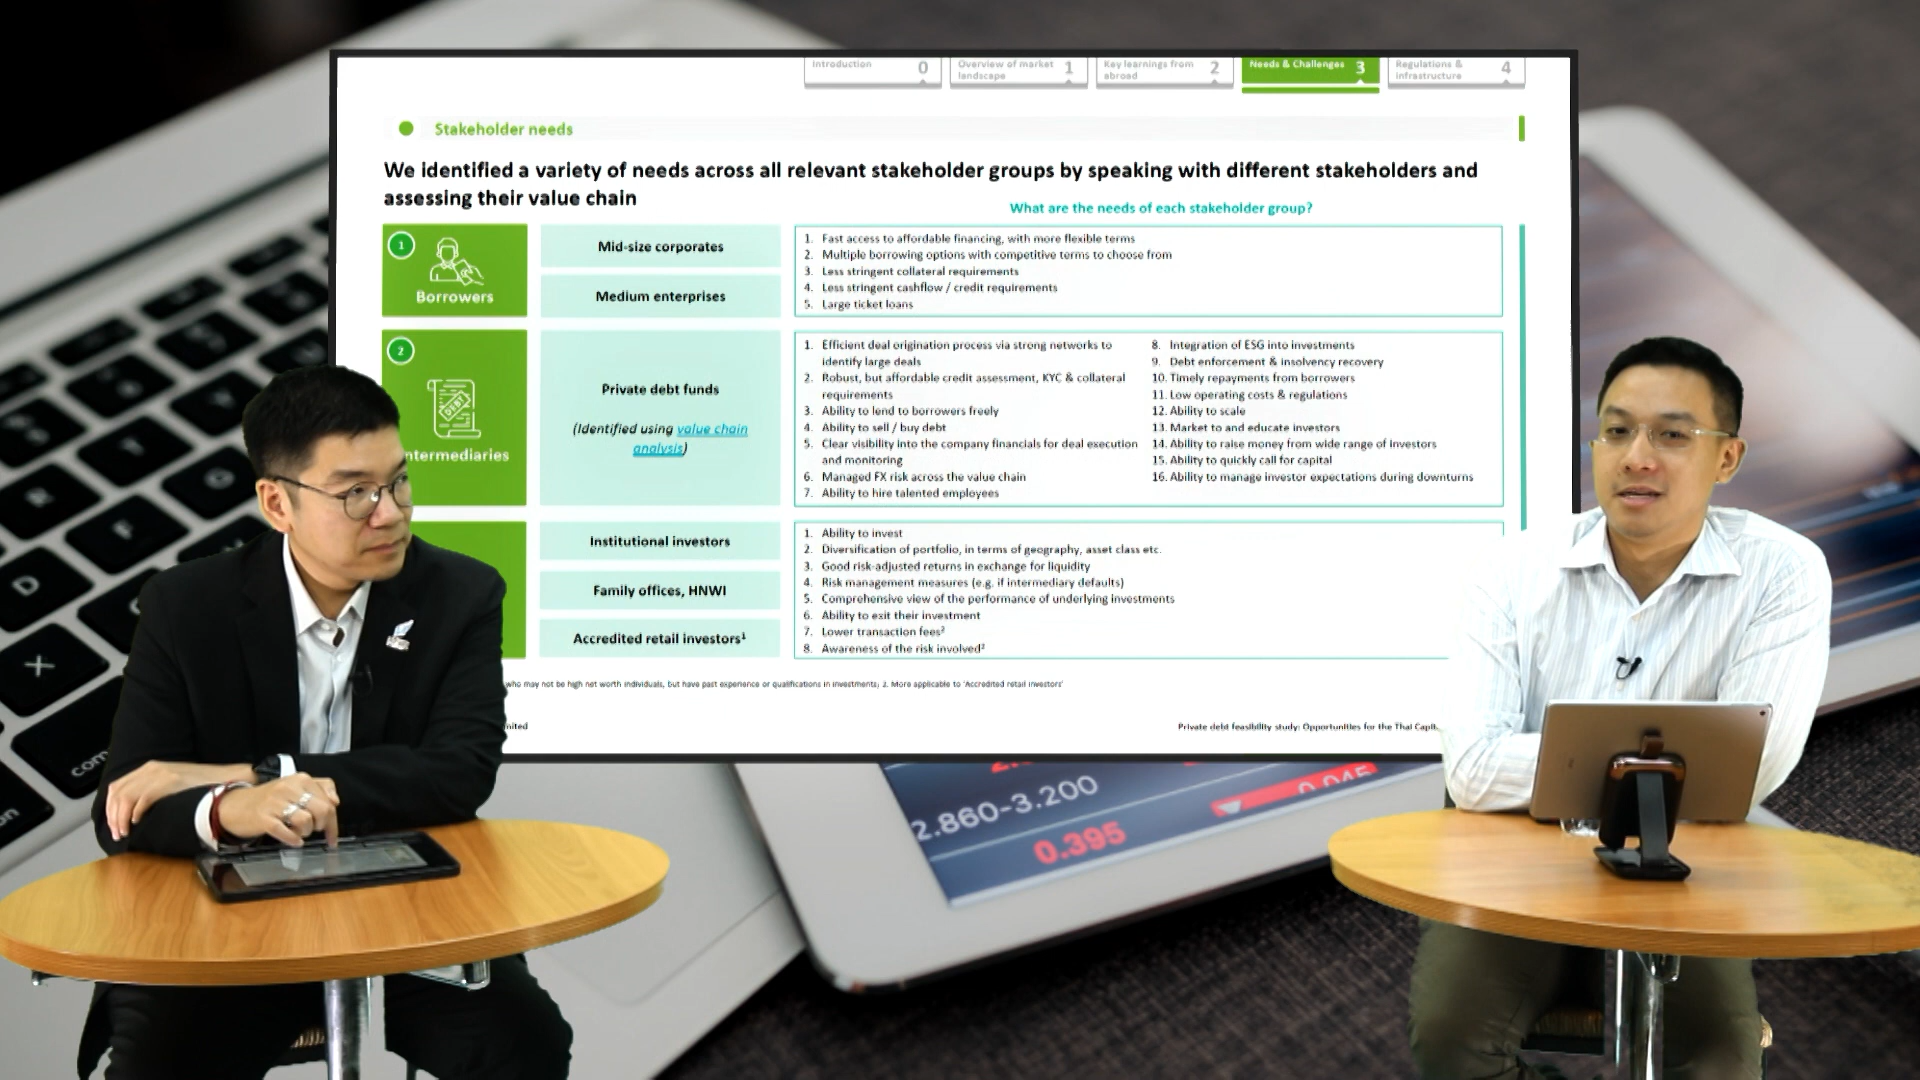 Introduction 0
Overview of market landscape 1
Key learnings from abroad 2
Needs & Challenges 3
Regulations & infrastructure 4
Stakeholder needs
We identified a variety of needs across all relevant stakeholder groups by speaking with different stakeholders and
assessing their value chain
What are the needs of each stakeholder group?
1
Borrowers
Mid-size corporates
Medium enterprises
1. Fast access to affordable financing, with more flexible terms
2. Multiple borrowing options with competitive terms to choose from
3. Less stringent collateral requirements
4. Less stringent cashflow / credit requirements
5. Large ticket loans
2
ntermediaries
Private debt funds
(Identified using value chain
analysis)
1. Efficient deal origination process via strong networks to
identify large deals
2. Robust, but affordable credit assessment, KYC & collateral
requirements
3. Ability to lend to borrowers freely
4. Ability to sell / buy debt
5. Clear visibility into the company financials for deal execution
and monitoring
6. Managed FX risk across the value chain
7. Ability to hire talented employees
8. Integration of ESG into investments
9. Debt enforcement & insolvency recovery
10. Timely repayments from borrowers
11. Low operating costs & regulations
12. Ability to scale
13. Market to and educate investors
14. Ability to raise money from wide range of investors
15. Ability to quickly call for capital
16. Ability to manage investor expectations during downturns
Institutional investors
Family offices, HNWI
Accredited retail investors¹
1. Ability to invest
2. Diversification of portfolio, in terms of geography, asset class etc.
3. Good risk-adjusted returns in exchange for liquidity
4. Risk management measures (e.g. if intermediary defaults)
5. Comprehensive view of the performance of underlying investments
6. Ability to exit their investment
7. Lower transaction fees²
8. Awareness of the risk involved²
who may not be high net worth individuals, but have past experience or qualifications in investments; 2. More applicable to 'Accredited retail investors'
Private debt feasibility study: Opportunities for the Thai
2.860-3.200
0.045
0.395
D
R
F
X